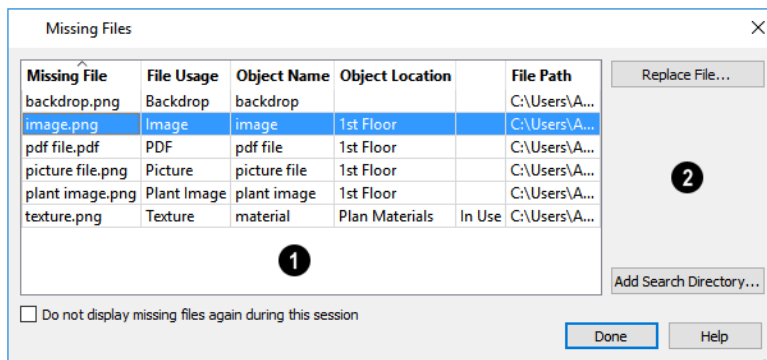 Missing Files
Missing File File Usage Object Name Object Location File Path
backdrop.png Backdrop backdrop C:\Users\A...
image.png Image image 1st Floor C:\Users\A...
pdf file.pdf PDF pdf file 1st Floor C:\Users\A...
picture file.png Picture picture file 1st Floor C:\Users\A...
plant image.png Plant Image plant image 1st Floor C:\Users\A...
texture.png Texture material Plan Materials In Use C:\Users\A...
1
Replace File...
2
Add Search Directory...
Do not display missing files again during this session
Done Help